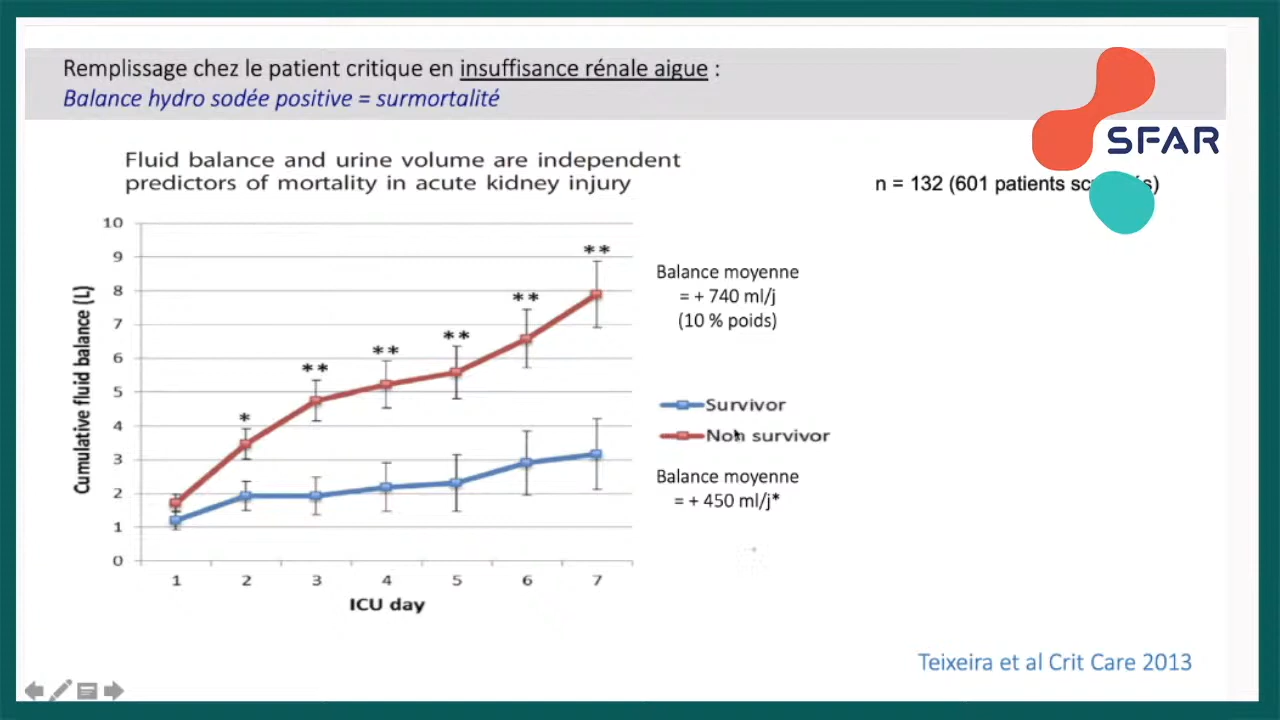 Remplissage chez le patient critique en insuffisance rénale aigue :
Balance hydro sodée positive = surmortalité
SFAR
Fluid balance and urine volume are independent
predictors of mortality in acute kidney injury
n = 132 (601 patients
10
9
8
7
6
5
4
3
2
1
0
Cumulative fluid balance (L)
*
**
**
**
**
**
1 2 3 4 5 6 7
ICU day
Balance moyenne
= + 740 ml/j
(10 % poids)
Survivor
Non survivor
Balance moyenne
= + 450 ml/j*
Teixeira et al Crit Care 2013